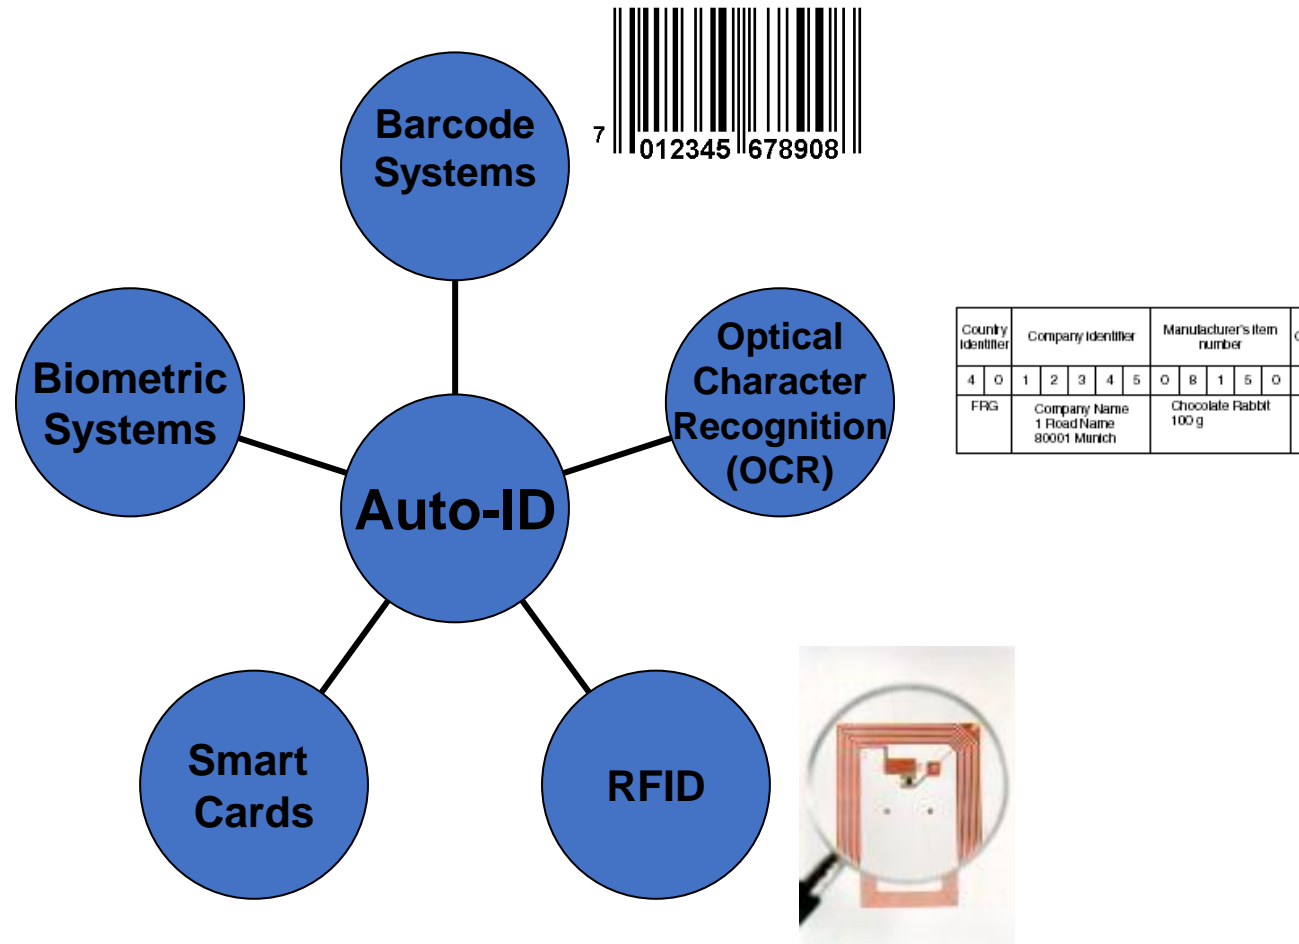 Barcode
Systems
7 012345 678908
Optical
Character
Recognition
(OCR)
Biometric
Systems
Auto-ID
Smart
Cards
RFID
Country Identifier Company Identifier Manufacturer's item number
4 0 1 2 3 4 5 0 8 1 5 0
FRG Company Name Chocolate Rabbit
1 Road Name 100 g
80001 Munich